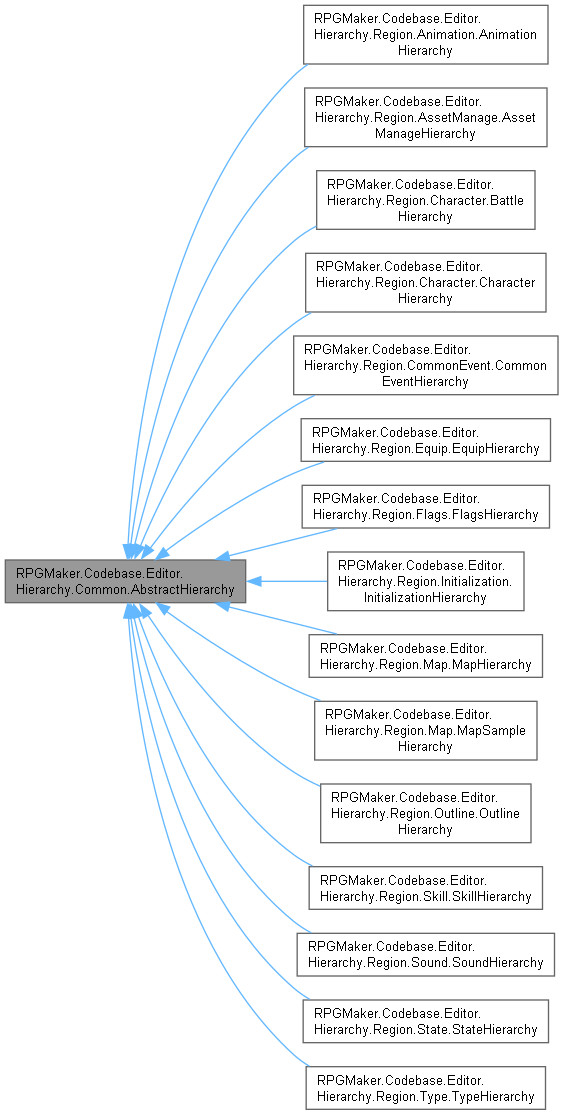 RPGMaker.Codebase.Editor.
Hierarchy.Region.Animation.Animation
Hierarchy
RPGMaker.Codebase.Editor.
Hierarchy.Region.AssetManage.Asset
ManageHierarchy
RPGMaker.Codebase.Editor.
Hierarchy.Region.Character.Battle
Hierarchy
RPGMaker.Codebase.Editor.
Hierarchy.Region.Character.Character
Hierarchy
RPGMaker.Codebase.Editor.
Hierarchy.Region.CommonEvent.Common
EventHierarchy
RPGMaker.Codebase.Editor.
Hierarchy.Region.Equip.EquipHierarchy
RPGMaker.Codebase.Editor.
Hierarchy.Region.Flags.FlagsHierarchy
RPGMaker.Codebase.Editor.
Hierarchy.Common.AbstractHierarchy
RPGMaker.Codebase.Editor.
Hierarchy.Region.Initialization.
InitializationHierarchy
RPGMaker.Codebase.Editor.
Hierarchy.Region.Map.MapHierarchy
RPGMaker.Codebase.Editor.
Hierarchy.Region.Map.MapSample
Hierarchy
RPGMaker.Codebase.Editor.
Hierarchy.Region.Outline.Outline
Hierarchy
RPGMaker.Codebase.Editor.
Hierarchy.Region.Skill.SkillHierarchy
RPGMaker.Codebase.Editor.
Hierarchy.Region.Sound.SoundHierarchy
RPGMaker.Codebase.Editor.
Hierarchy.Region.State.StateHierarchy
RPGMaker.Codebase.Editor.
Hierarchy.Region.Type.TypeHierarchy